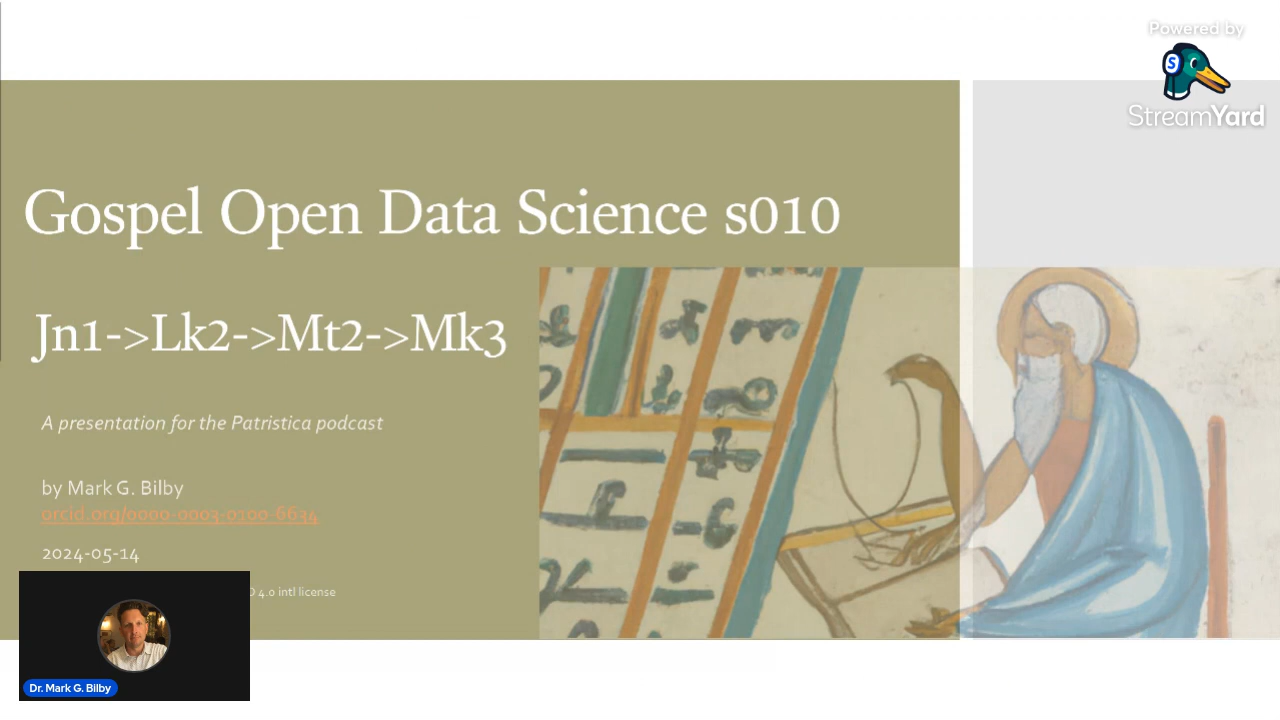 Powered by
S
StreamYard
Gospel Open Data Science s010
Jn1->Lk2->Mt2->Mk3
A presentation for the Patristica podcast
by Mark G. Bilby
orcid.org/0000-0003-0100-6634
2024-05-14
4.0 intl license
Dr. Mark G. Bilby